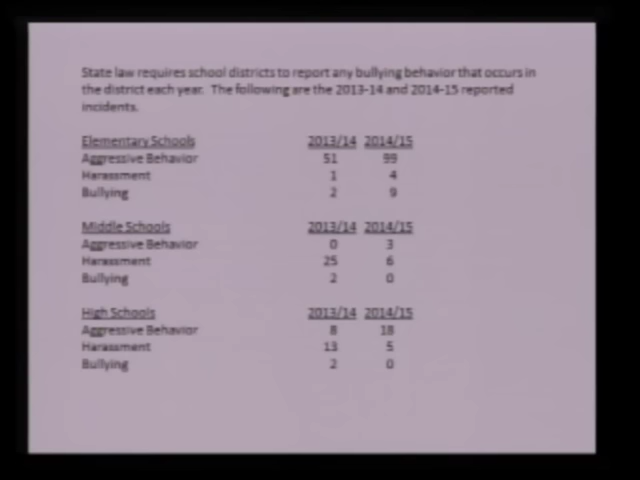 State law requires school districts to report any bullying behavior that occurs in
the district each year. The following are the 2013-14 and 2014-15 reported
incidents.
Elementary Schools 2013/14 2014/15
Aggressive Behavior 51 99
Harassment 1 4
Bullying 2 9
Middle Schools 2013/14 2014/15
Aggressive Behavior 0 3
Harassment 25 6
Bullying 2 0
High Schools 2013/14 2014/15
Aggressive Behavior 8 18
Harassment 13 5
Bullying 2 0